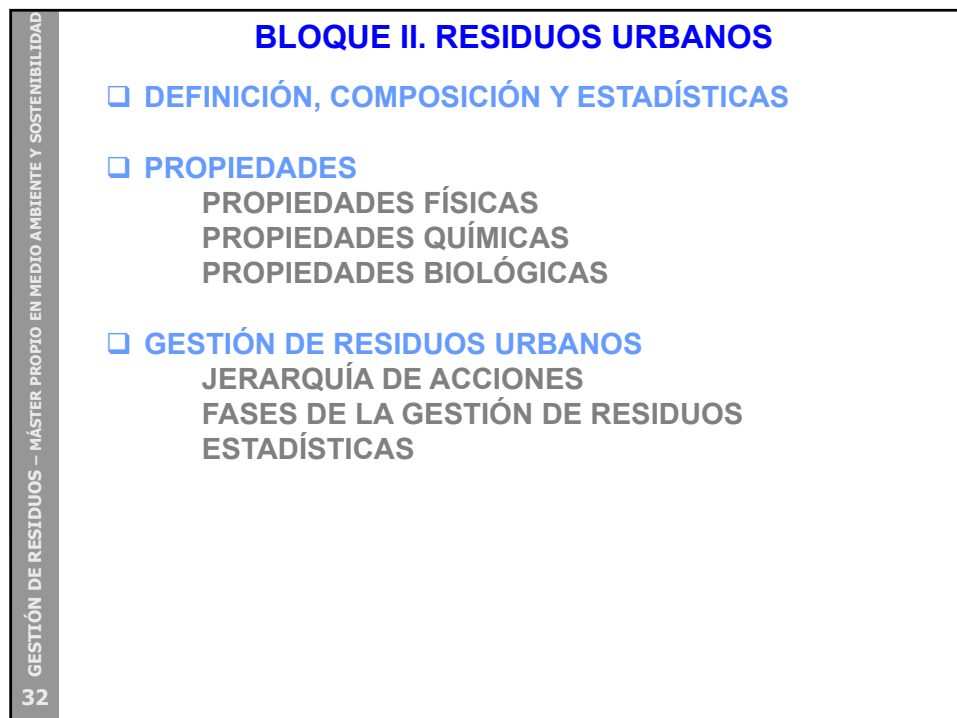 BLOQUE II. RESIDUOS URBANOS
DEFINICIÓN, COMPOSICIÓN Y ESTADÍSTICAS
PROPIEDADES
PROPIEDADES FÍSICAS
PROPIEDADES QUÍMICAS
PROPIEDADES BIOLÓGICAS
GESTIÓN DE RESIDUOS URBANOS
JERARQUÍA DE ACCIONES
FASES DE LA GESTIÓN DE RESIDUOS
ESTADÍSTICAS
GESTIÓN DE RESIDUOS – MÁSTER PROPIO EN MEDIO AMBIENTE Y SOSTENIBILIDAD
32